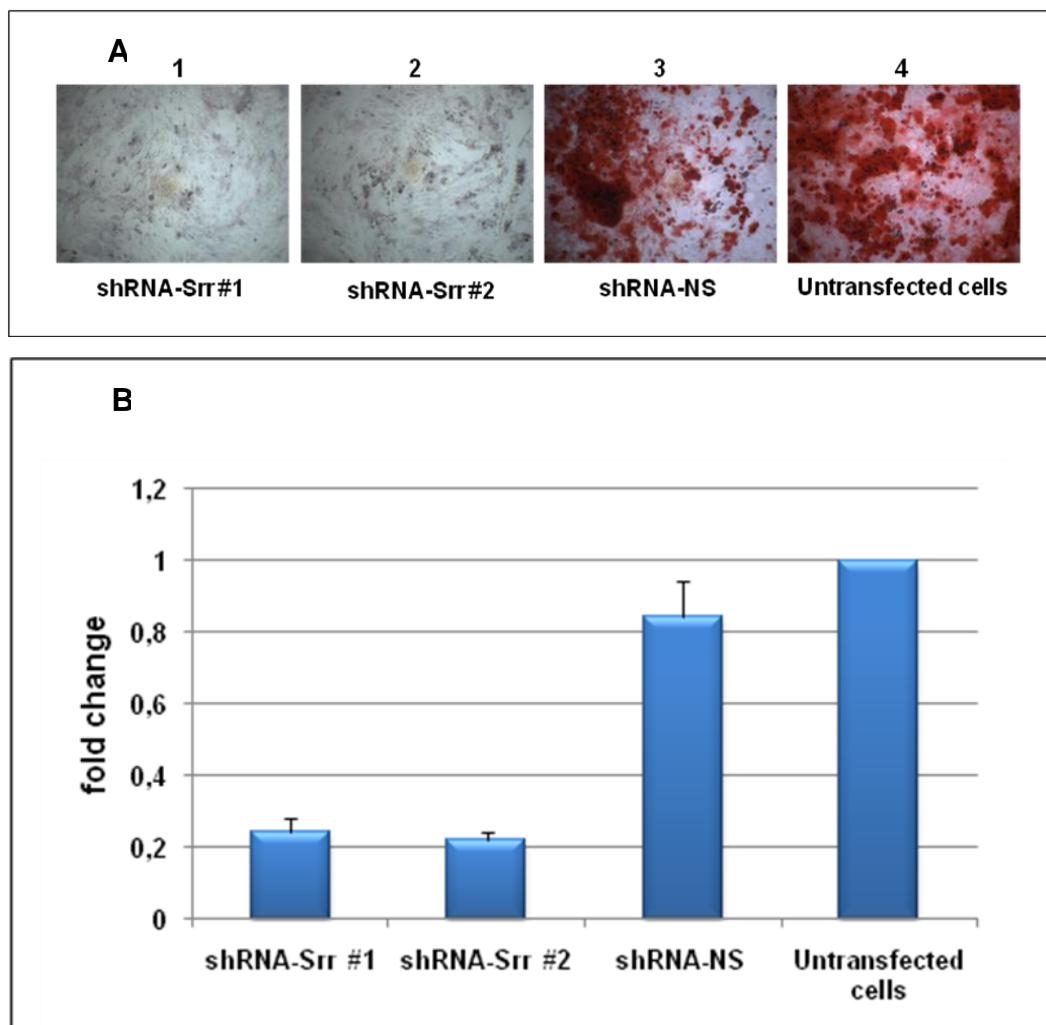 A
1 2 3 4
shRNA-Srr#1 shRNA-Srr#2 shRNA-NS Untransfected cells
B
fold change
1,2
1
0,8
0,6
0,4
0,2
0
shRNA-Srr #1 shRNA-Srr #2 shRNA-NS Untransfected
cells